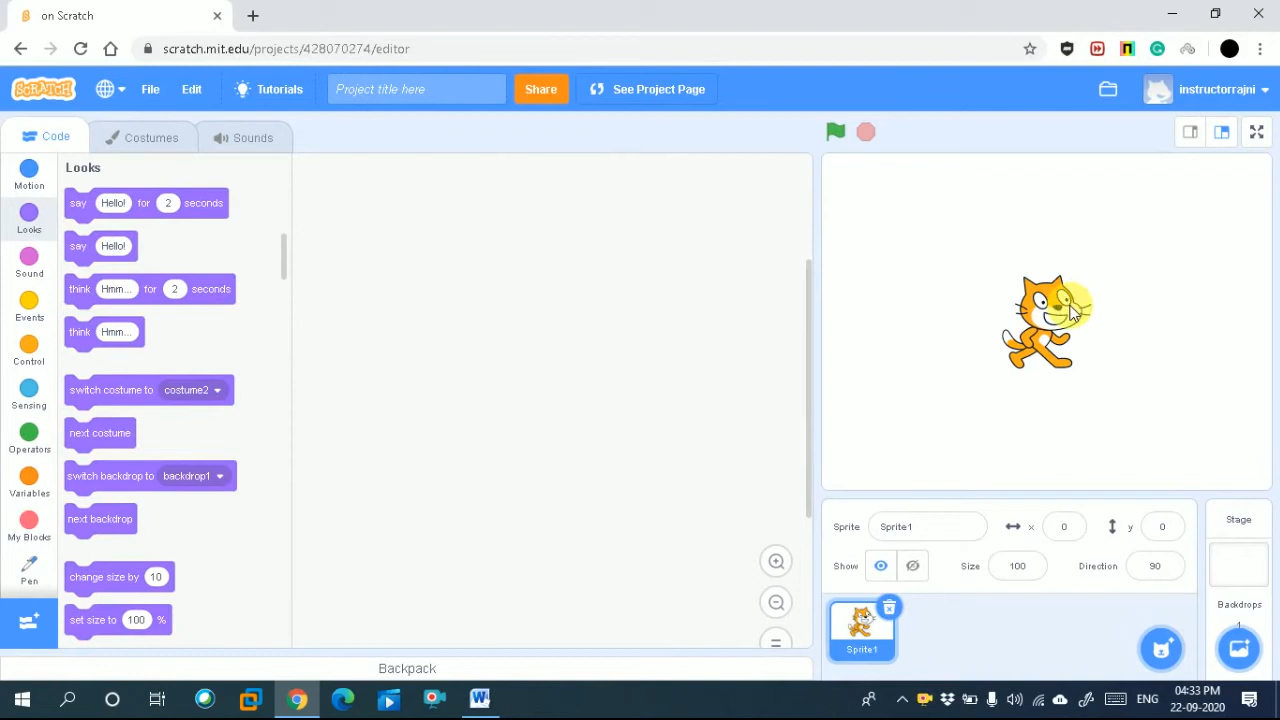 on Scratch
scratch.mit.edu/projects/428070274/editor
SCRATCH
File
Edit
Tutorials
Project title here
Share
See Project Page
instructorrajni
Code
Costumes
Sounds
Motion
Looks
Sound
Events
Control
Sensing
Operators
Variables
My Blocks
Pen
Looks
say Hello! for 2 seconds
say Hello!
think Hmm... for 2 seconds
think Hmm...
switch costume to costume2
next costume
switch backdrop to backdrop1
next backdrop
change size by 10
set size to 100 %
Backpack
Sprite Sprite1 x 0 y 0
Show Size 100 Direction 90
Sprite1
Stage
Backdrops
1
ENG
04:33 PM
22-09-2020